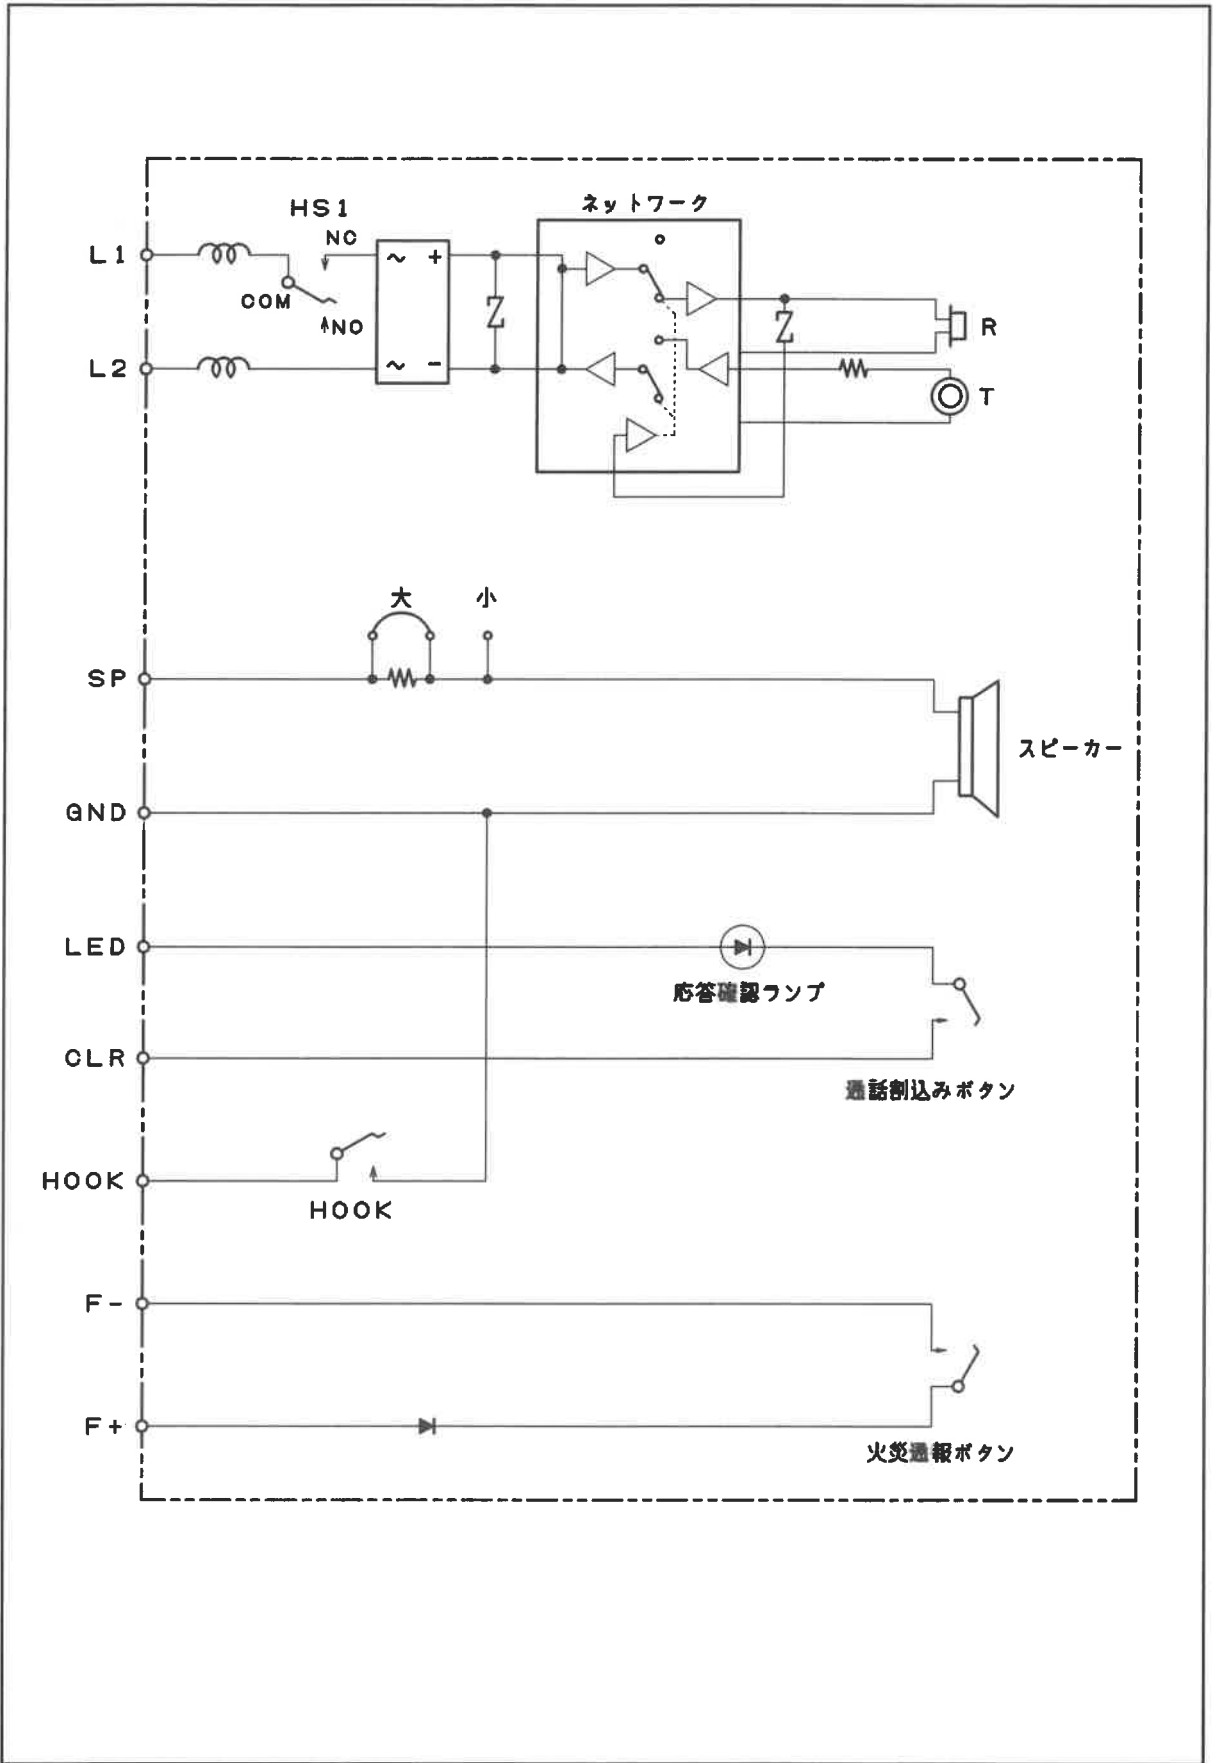 HS1
ネットワーク
L1
NC
~ +
COM
NO
R
L2
~ -
T
大 小
SP
スピーカー
GND
LED
応答確認ランプ
CLR
通話割込みボタン
HOOK
HOOK
F-
F+
火災通報ボタン